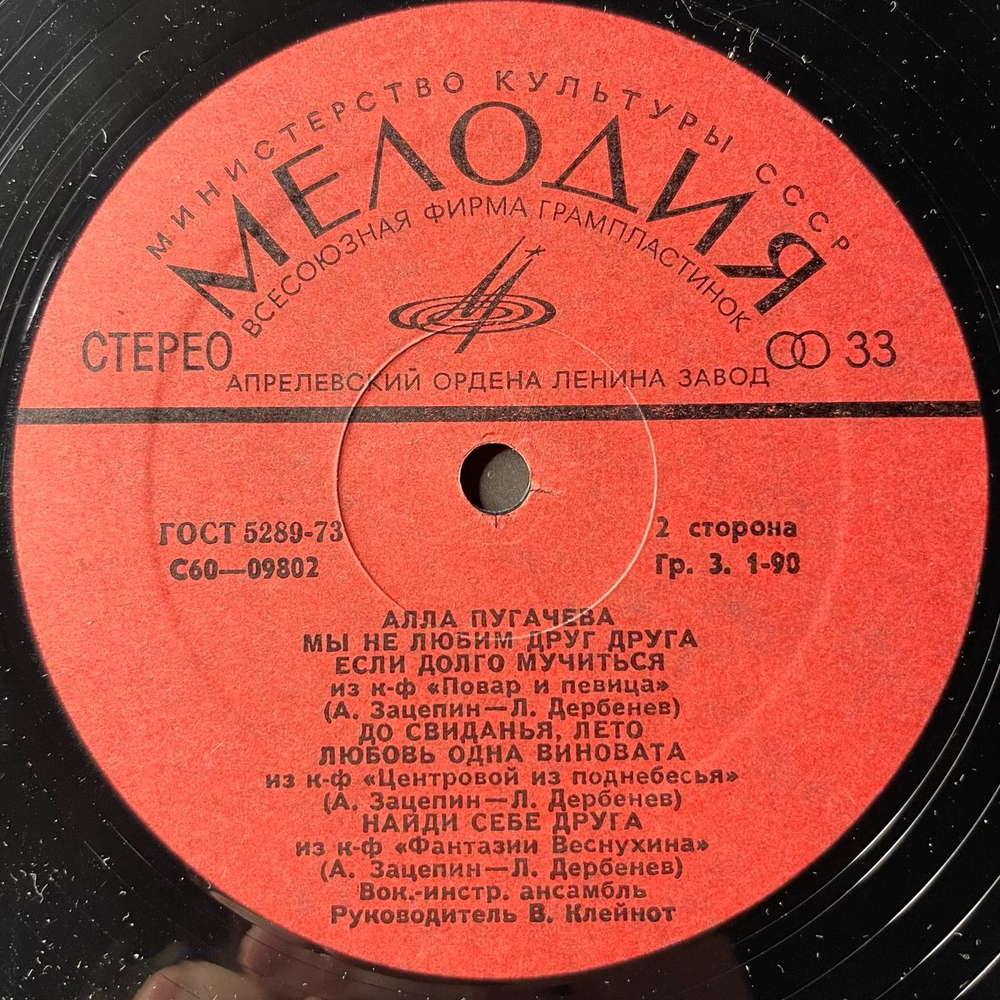 МИНИСТЕРСТВО КУЛЬТУРЫ СССР
МЕЛОДИЯ
ВСЕСОЮЗНАЯ ФИРМА ГРАМПЛАСТИНОК
СТЕРЕО
33
АПРЕЛЕВСКИЙ ОРДЕНА ЛЕНИНА ЗАВОД
ГОСТ 5289-73
2 сторона
С60—09802
Гр. 3. 1-90
АЛЛА ПУГАЧЕВА
МЫ НЕ ЛЮБИМ ДРУГ ДРУГА
ЕСЛИ ДОЛГО МУЧИТЬСЯ
из к-ф «Повар и певица»
(А. Зацепин—Л. Дербенев)
ДО СВИДАНЬЯ, ЛЕТО
ЛЮБОВЬ ОДНА ВИНОВАТА
из к-ф «Центровой из поднебесья»
(А. Зацепин—Л. Дербенев)
НАЙДИ СЕБЕ ДРУГА
из к-ф «Фантазии Веснухина»
(А. Зацепин—Л. Дербенев)
Вок.-инстр. ансамбль
Руководитель В. Клейнот